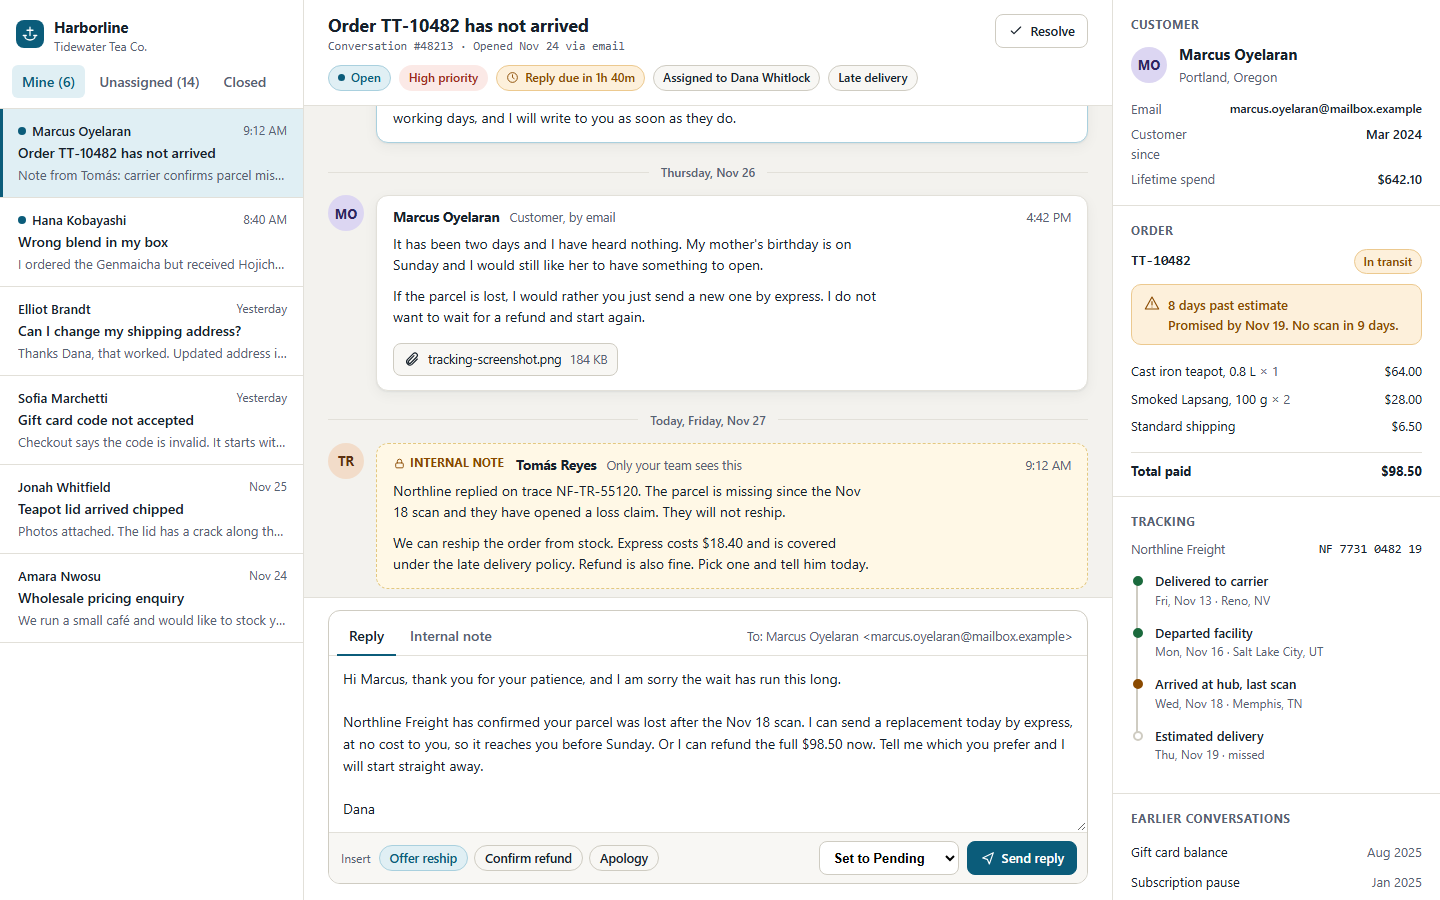 Harborline
Tidewater Tea Co.
Mine (6)
Unassigned (14)
Closed
Marcus Oyelaran
9:12 AM
Order TT-10482 has not arrived
Note from Tomás: carrier confirms parcel mis...
Hana Kobayashi
8:40 AM
Wrong blend in my box
I ordered the Genmaicha but received Hojich...
Elliot Brandt
Yesterday
Can I change my shipping address?
Thanks Dana, that worked. Updated address i...
Sofia Marchetti
Yesterday
Gift card code not accepted
Checkout says the code is invalid. It starts wit...
Jonah Whitfield
Nov 25
Teapot lid arrived chipped
Photos attached. The lid has a crack along th...
Amara Nwosu
Nov 24
Wholesale pricing enquiry
We run a small café and would like to stock y...
Order TT-10482 has not arrived
Conversation #48213 · Opened Nov 24 via email
Resolve
Open
High priority
Reply due in 1h 40m
Assigned to Dana Whitlock
Late delivery
working days, and I will write to you as soon as they do.
Thursday, Nov 26
MO
Marcus Oyelaran
Customer, by email
4:42 PM
It has been two days and I have heard nothing. My mother's birthday is on
Sunday and I would still like her to have something to open.
If the parcel is lost, I would rather you just send a new one by express. I do not
want to wait for a refund and start again.
tracking-screenshot.png
184 KB
Today, Friday, Nov 27
TR
INTERNAL NOTE
Tomás Reyes
Only your team sees this
9:12 AM
Northline replied on trace NF-TR-55120. The parcel is missing since the Nov
18 scan and they have opened a loss claim. They will not reship.
We can reship the order from stock. Express costs $18.40 and is covered
under the late delivery policy. Refund is also fine. Pick one and tell him today.
Reply
Internal note
To: Marcus Oyelaran <marcus.oyelaran@mailbox.example>
Hi Marcus, thank you for your patience, and I am sorry the wait has run this long.
Northline Freight has confirmed your parcel was lost after the Nov 18 scan. I can send a replacement today by express,
at no cost to you, so it reaches you before Sunday. Or I can refund the full $98.50 now. Tell me which you prefer and I
will start straight away.
Dana
Insert
Offer reship
Confirm refund
Apology
Set to Pending
Send reply
CUSTOMER
MO
Marcus Oyelaran
Portland, Oregon
Email
marcus.oyelaran@mailbox.example
Customer since
Mar 2024
Lifetime spend
$642.10
ORDER
TT-10482
In transit
8 days past estimate
Promised by Nov 19. No scan in 9 days.
Cast iron teapot, 0.8 L × 1
$64.00
Smoked Lapsang, 100 g × 2
$28.00
Standard shipping
$6.50
Total paid
$98.50
TRACKING
Northline Freight
NF 7731 0482 19
Delivered to carrier
Fri, Nov 13 · Reno, NV
Departed facility
Mon, Nov 16 · Salt Lake City, UT
Arrived at hub, last scan
Wed, Nov 18 · Memphis, TN
Estimated delivery
Thu, Nov 19 · missed
EARLIER CONVERSATIONS
Gift card balance
Aug 2025
Subscription pause
Jan 2025